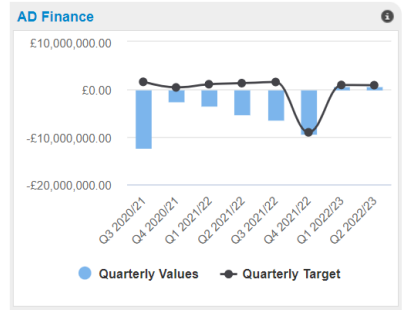 AD Finance
£10,000,000.00
£0.00
-£10,000,000.00
-£20,000,000.00
Q3 2020/21
Q4 2020/21
Q1 2021/22
Q2 2021/22
Q3 2021/22
Q4 2021/22
Q1 2022/23
Q2 2022/23
Quarterly Values
Quarterly Target